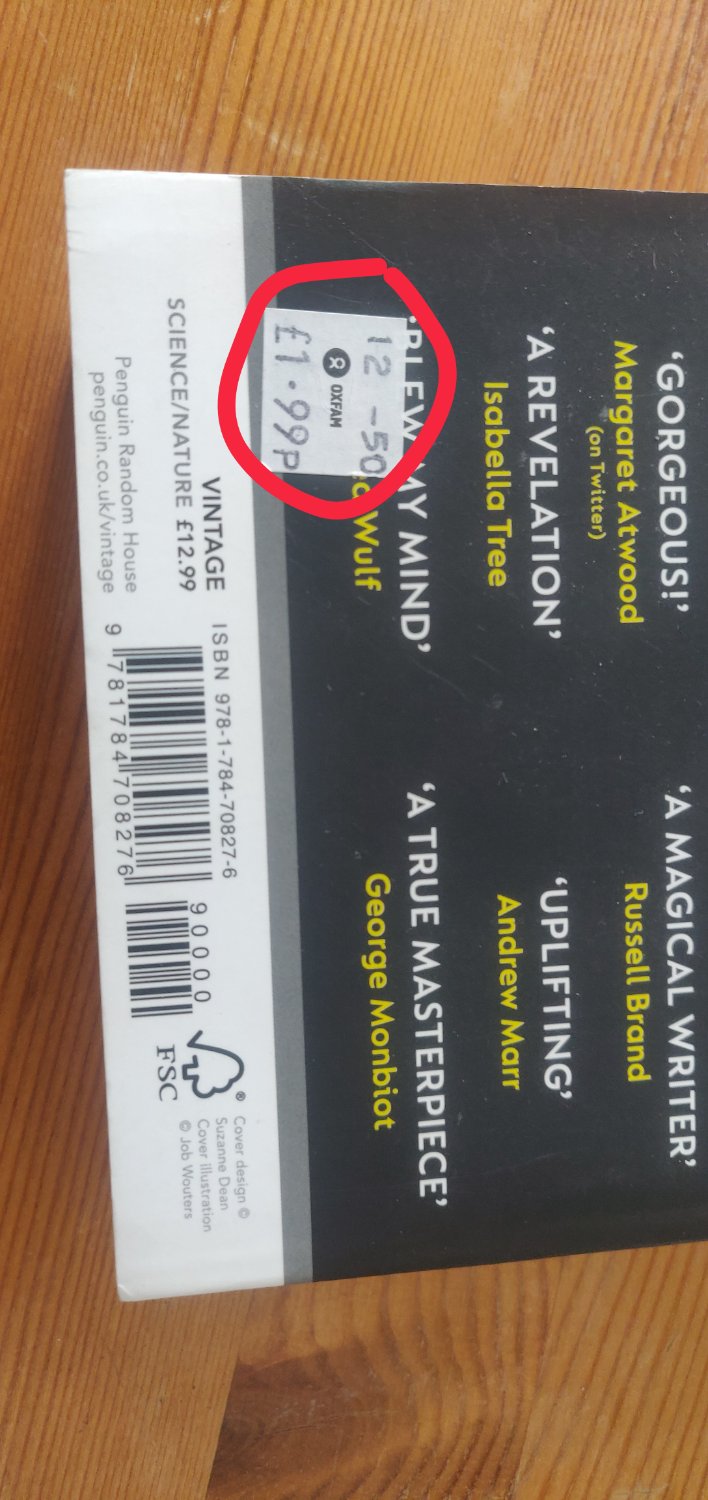 'GORGEOUS!'
Margaret Atwood
(on Twitter)
'A MAGICAL WRITER'
Russell Brand
'A REVELATION'
Isabella Tree
'UPLIFTING'
Andrew Marr
'BLEW MY MIND'
Wulf
'A TRUE MASTERPIECE'
George Monbiot
12 -50
OXFAM
£1.99p
VINTAGE
SCIENCE/NATURE £12.99
Penguin Random House
penguin.co.uk/vintage
ISBN 978-1-784-70827-6
90000
9 781784 708276
FSC
®
Cover design ©
Suzanne Dean
Cover illustration
© Job Wouters